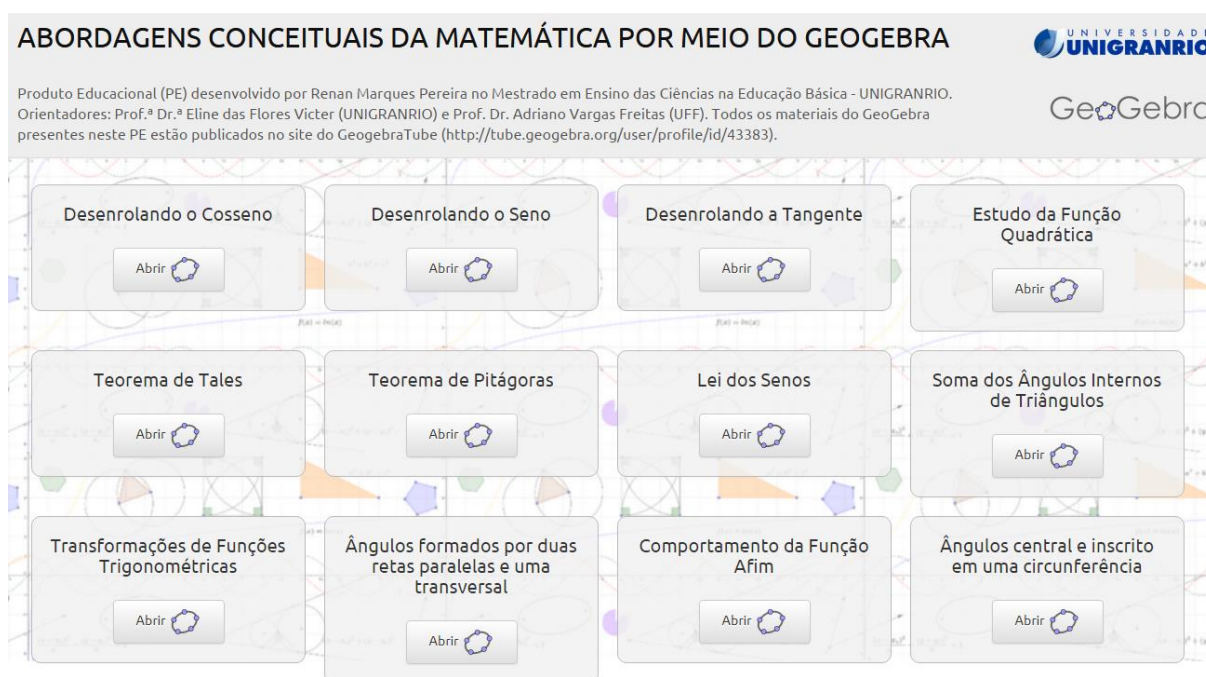 ABORDAGENS CONCEITUAIS DA MATEMÁTICA POR MEIO DO GEOGEBRA
UNIVERSIDADE
UNIGRANRIO
Produto Educacional (PE) desenvolvido por Renan Marques Pereira no Mestrado em Ensino das Ciências na Educação Básica - UNIGRANRIO.
Orientadores: Prof.ª Dr.ª Eline das Flores Victer (UNIGRANRIO) e Prof. Dr. Adriano Vargas Freitas (UFF). Todos os materiais do GeoGebra
presentes neste PE estão publicados no site do GeogebraTube (http://tube.geogebra.org/user/profile/id/43383).
GeoGebra
Desenrolando o Cosseno
Abrir
Desenrolando o Seno
Abrir
Desenrolando a Tangente
Abrir
Estudo da Função
Quadrática
Abrir
f(x) = ln(x)
f(x) = ln(x)
Teorema de Tales
Abrir
Teorema de Pitágoras
Abrir
Lei dos Senos
Abrir
Soma dos Ângulos Internos
de Triângulos
Abrir
Transformações de Funções
Trigonométricas
Abrir
Ângulos formados por duas
retas paralelas e uma
transversal
Abrir
Comportamento da Função
Afim
Abrir
Ângulos central e inscrito
em uma circunferência
Abrir